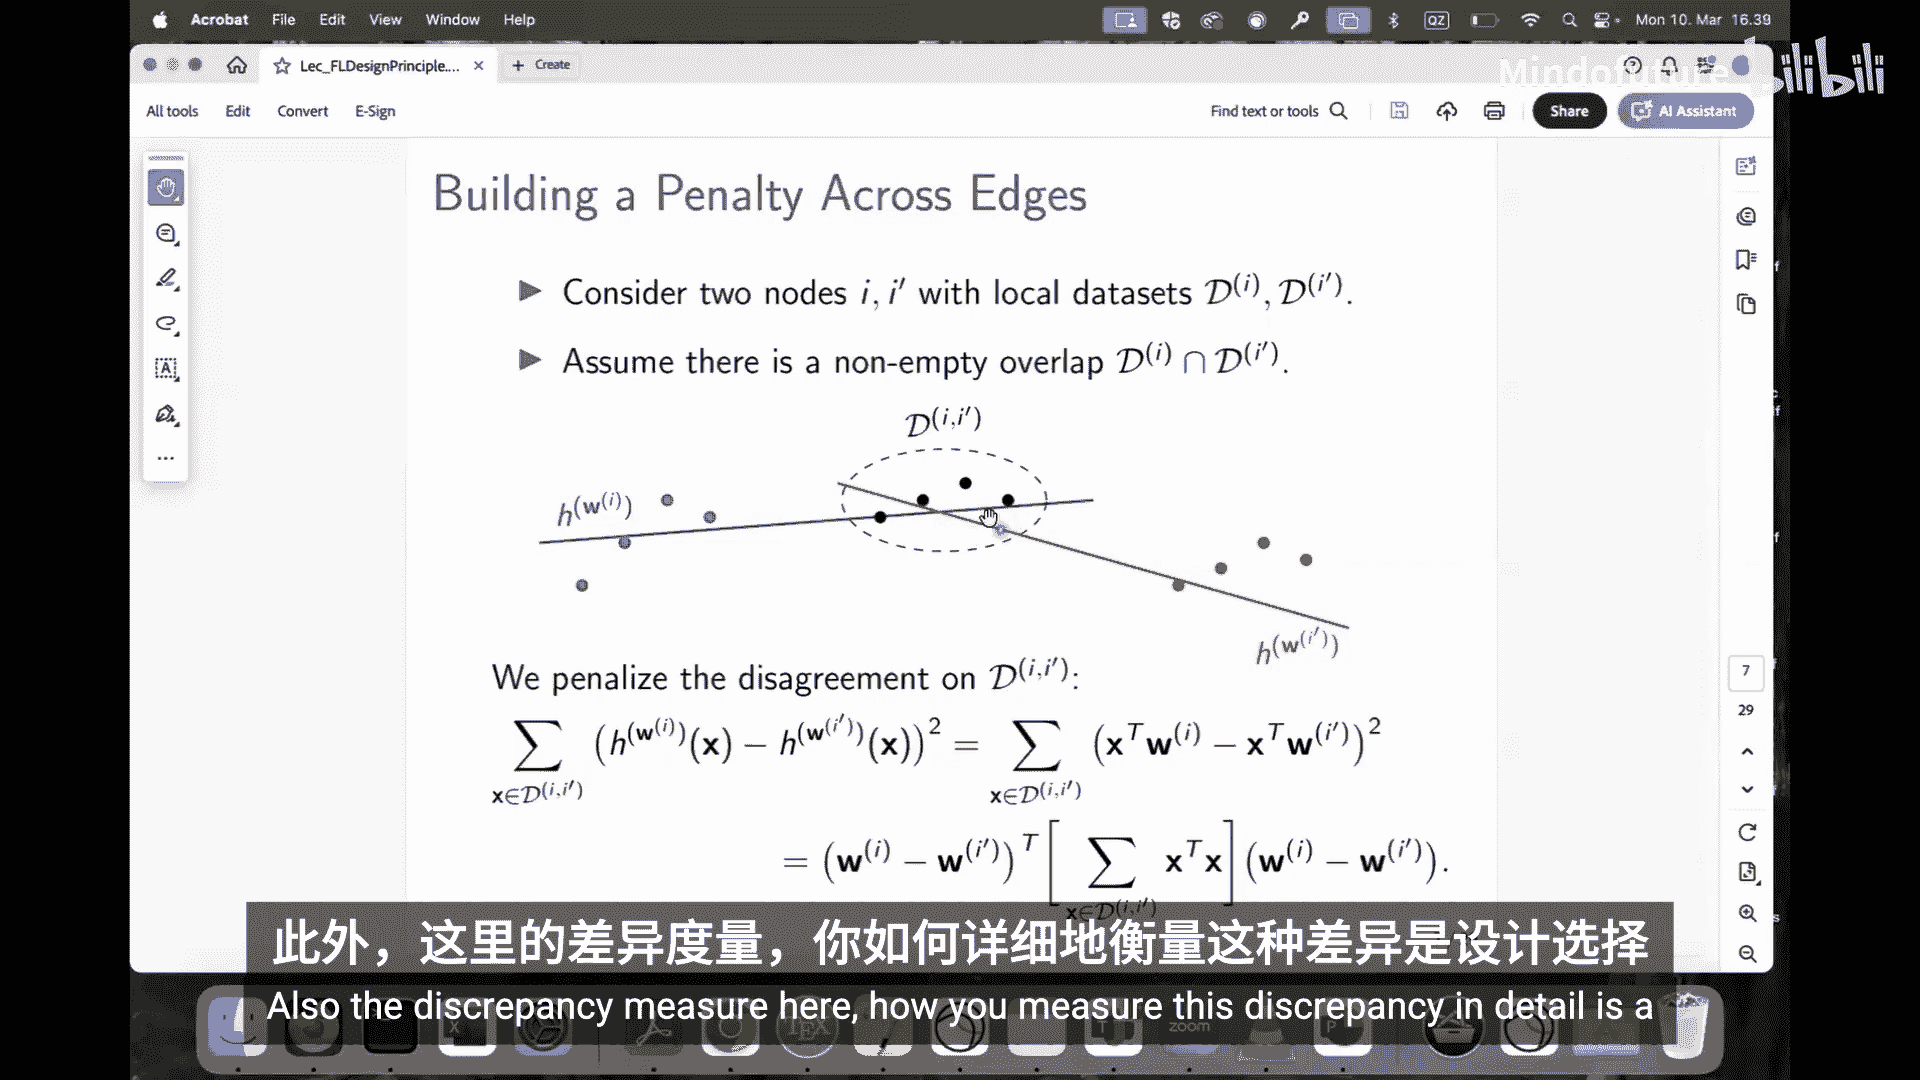 Acrobat File Edit View Window Help QZ Mon 10. Mar 16.39
Lec_FLDesignPrinciple.... Create
Mindofuture bilibili
All tools Edit Convert E-Sign Find text or tools Share AI Assistant
Building a Penalty Across Edges
▶ Consider two nodes i, i′ with local datasets 𝒟^(i), 𝒟^(i′).
▶ Assume there is a non-empty overlap 𝒟^(i) ∩ 𝒟^(i′).
𝒟^(i,i′)
h^(w^(i))
h^(w^(i′))
We penalize the disagreement on 𝒟^(i,i′):
∑_{x∈𝒟^(i,i′)} (h^(w^(i))(x) − h^(w^(i′))(x))² = ∑_{x∈𝒟^(i,i′)} (x^T w^(i) − x^T w^(i′))²
= (w^(i) − w^(i′))^T [∑_{x∈𝒟^(i,i′)} x^T x] (w^(i) − w^(i′)).
7
29
此外，这里的差异度量，你如何详细地衡量这种差异是设计选择
Also the discrepancy measure here, how you measure this discrepancy in detail is a
zoom